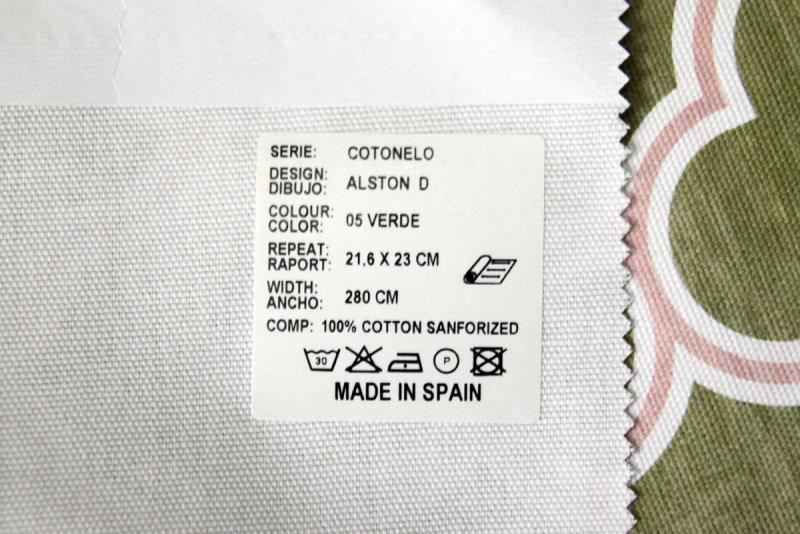 SERIE: COTONELO
DESIGN:
DIBUJO: ALSTON D
COLOUR:
COLOR: 05 VERDE
REPEAT:
RAPORT: 21,6 X 23 CM
WIDTH:
ANCHO: 280 CM
COMP: 100% COTTON SANFORIZED
30 P
MADE IN SPAIN